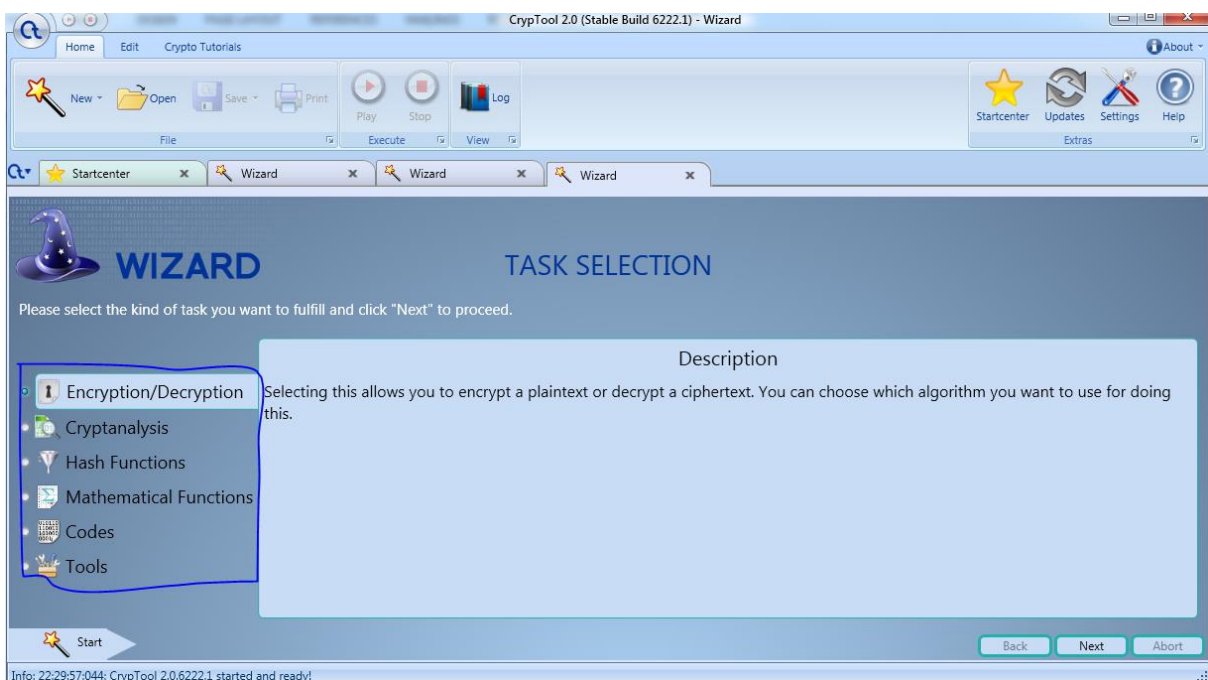 CrypTool 2.0 (Stable Build 6222.1) - Wizard
Home Edit Crypto Tutorials About
New Open Save Print Play Stop Log Startcenter Updates Settings Help
File Execute View Extras
Startcenter Wizard Wizard Wizard
WIZARD TASK SELECTION
Please select the kind of task you want to fulfill and click "Next" to proceed.
Description
Encryption/Decryption
Selecting this allows you to encrypt a plaintext or decrypt a ciphertext. You can choose which algorithm you want to use for doing
this.
Cryptanalysis
Hash Functions
Mathematical Functions
Codes
Tools
Start Back Next Abort
Info: 22:29:57:044: CrypTool 2.0.6222.1 started and ready!